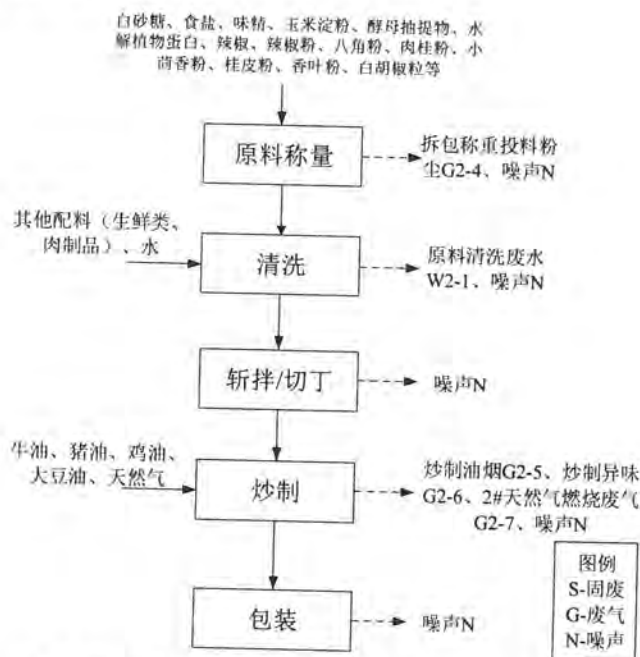 白砂糖、食盐、味精、玉米淀粉、酵母抽提物、水
解植物蛋白、辣椒、辣椒粉、八角粉、肉桂粉、小
茴香粉、桂皮粉、香叶粉、白胡椒粒等
原料称量
拆包称重投料粉
尘G2-4、噪声N
其他配料（生鲜类、
肉制品）、水
清洗
原料清洗废水
W2-1、噪声N
斩拌/切丁
噪声N
牛油、猪油、鸡油、
大豆油、天然气
炒制
炒制油烟G2-5、炒制异味
G2-6、2#天然气燃烧废气
G2-7、噪声N
包装
噪声N
图例
S-固废
G-废气
N-噪声